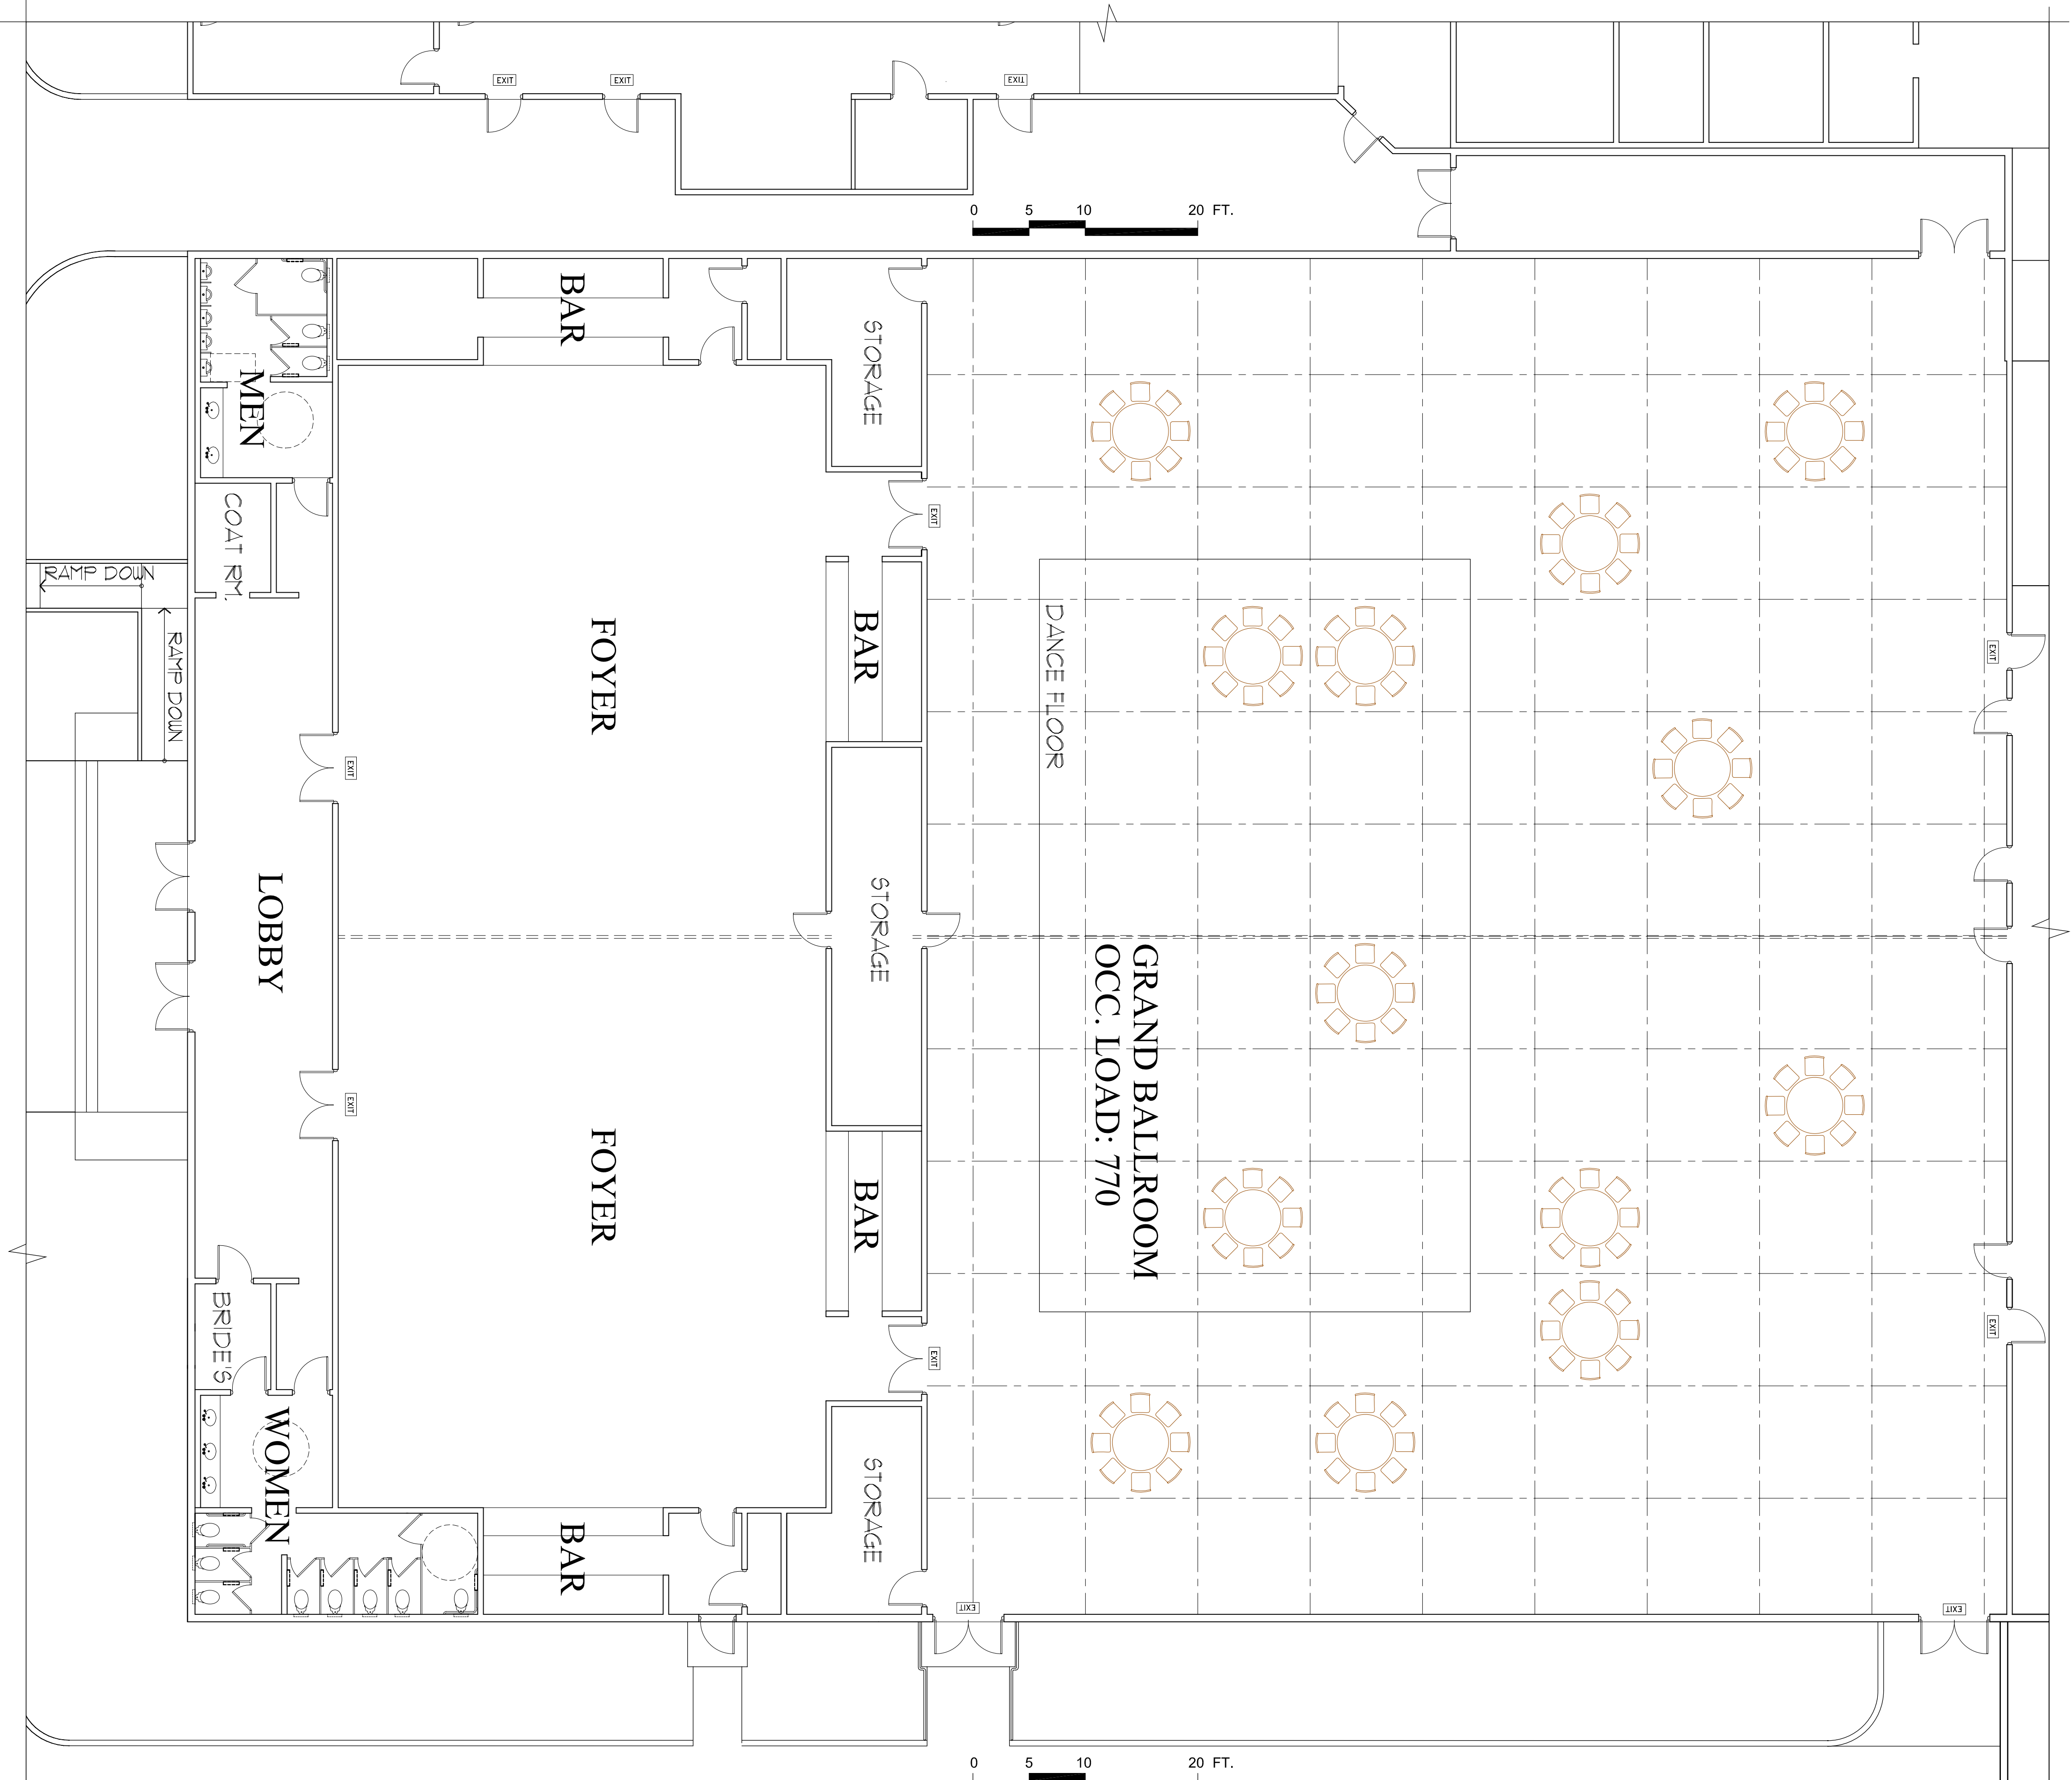 EXIT
EXIT
EXIT
0 5 10 20 FT.
BAR
STORAGE
MEN
COAT RM.
EXIT
RAMP DOWN
RAMP DOWN
FOYER
BAR
DANCE FLOOR
EXIT
EXIT
LOBBY
STORAGE
GRAND BALLROOM
OCC. LOAD: 770
EXIT
FOYER
BAR
BRIDE'S
EXIT
EXIT
WOMEN
STORAGE
BAR
EXIT
EXIT
0 5 10 20 FT.